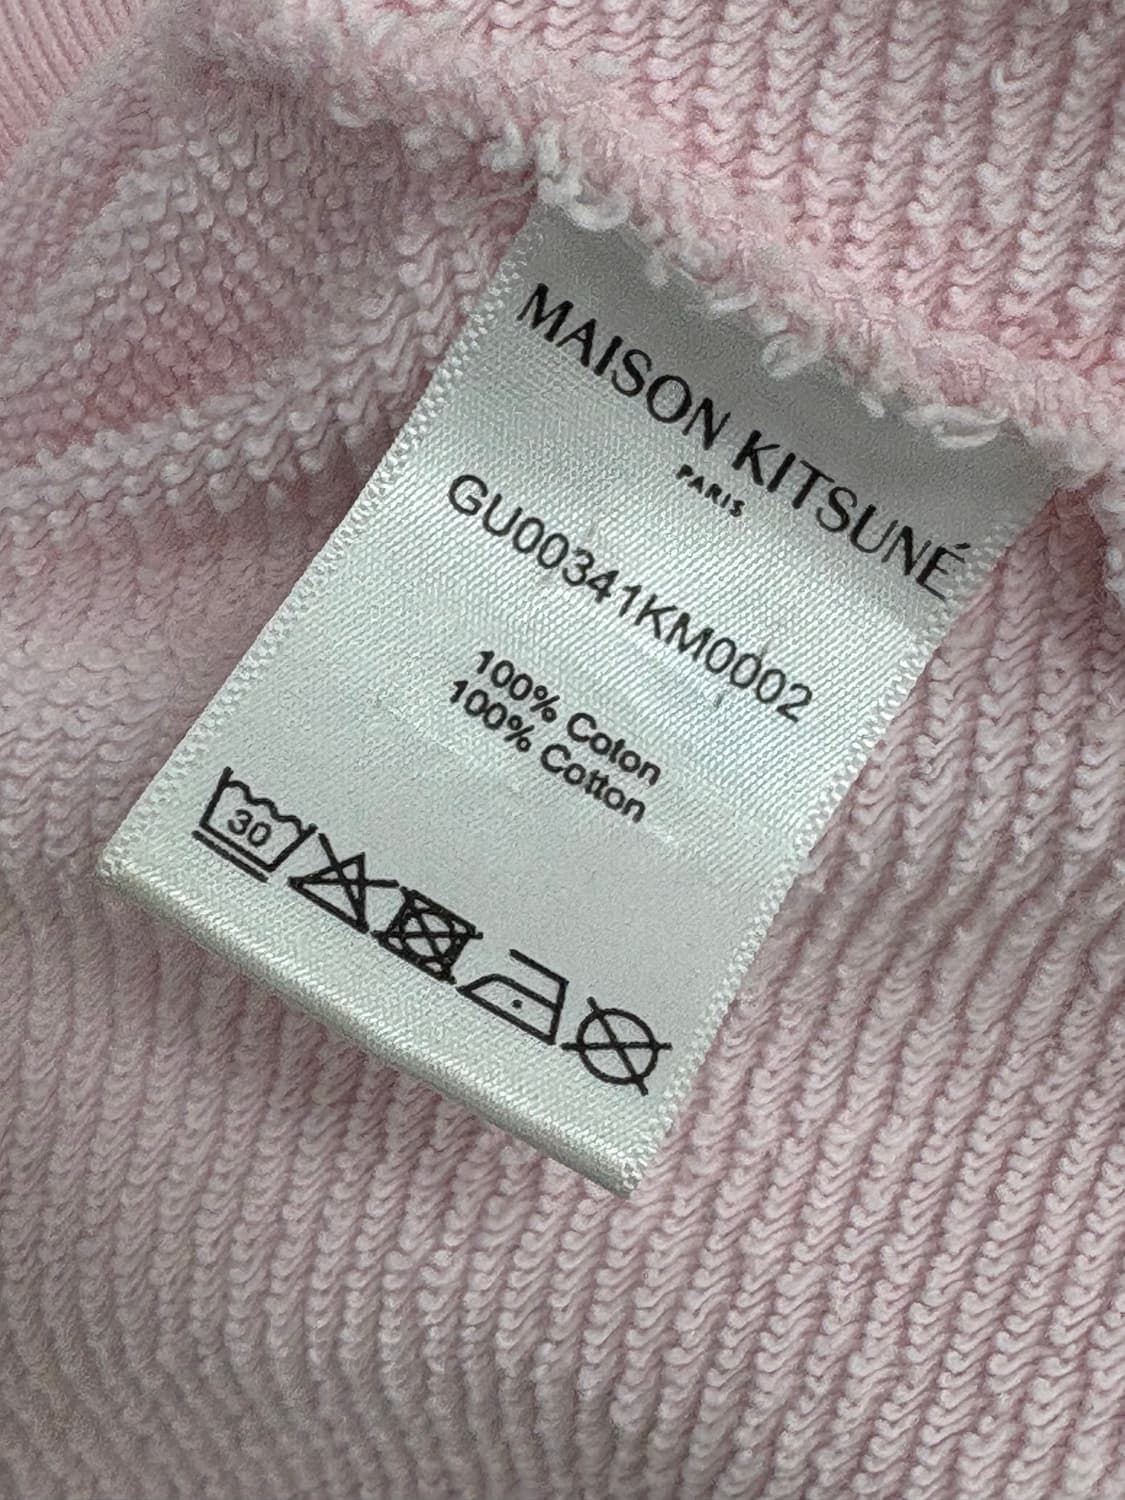 MAISON KITSUNÉ
PARIS
GU00341KM0002
100% Coton
100% Cotton
30